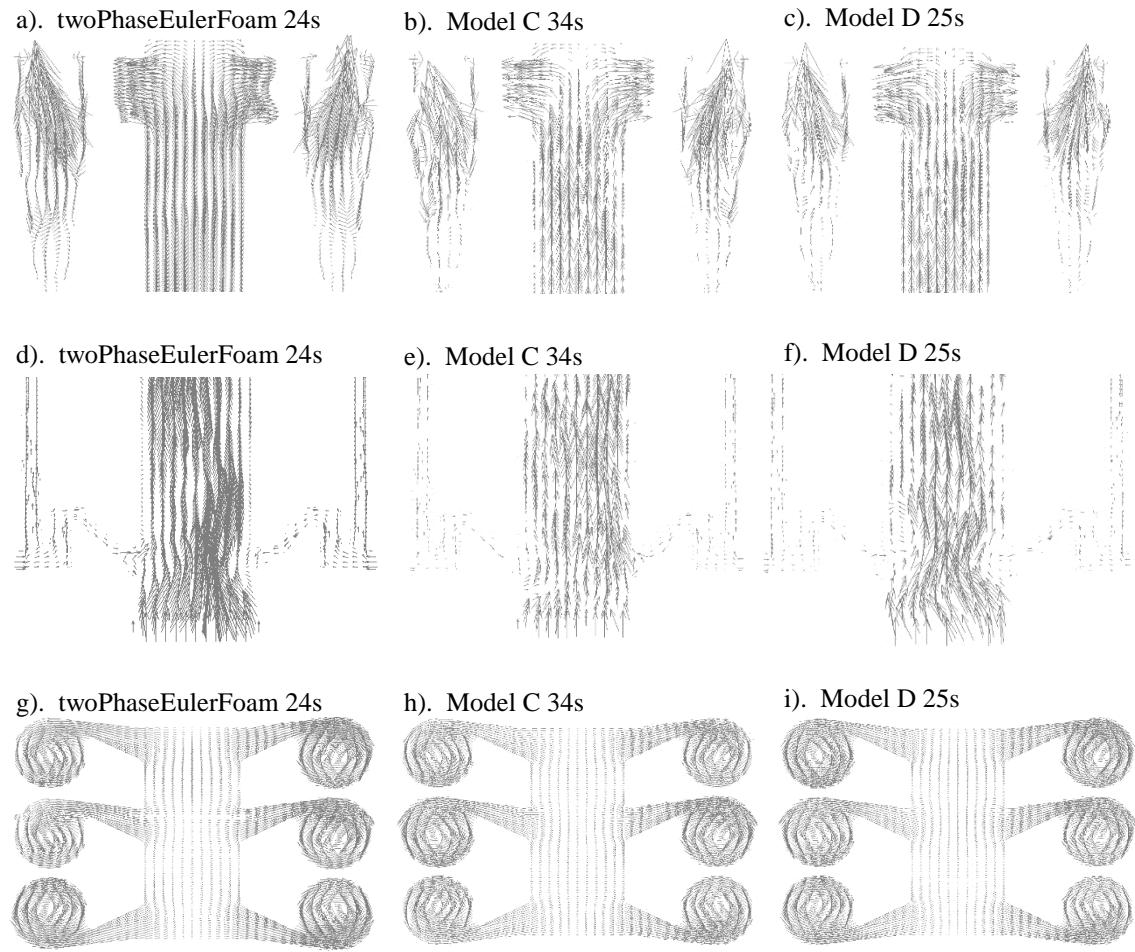 a). twoPhaseEulerFoam 24s
b). Model C 34s
c). Model D 25s
d). twoPhaseEulerFoam 24s
e). Model C 34s
f). Model D 25s
g). twoPhaseEulerFoam 24s
h). Model C 34s
i). Model D 25s